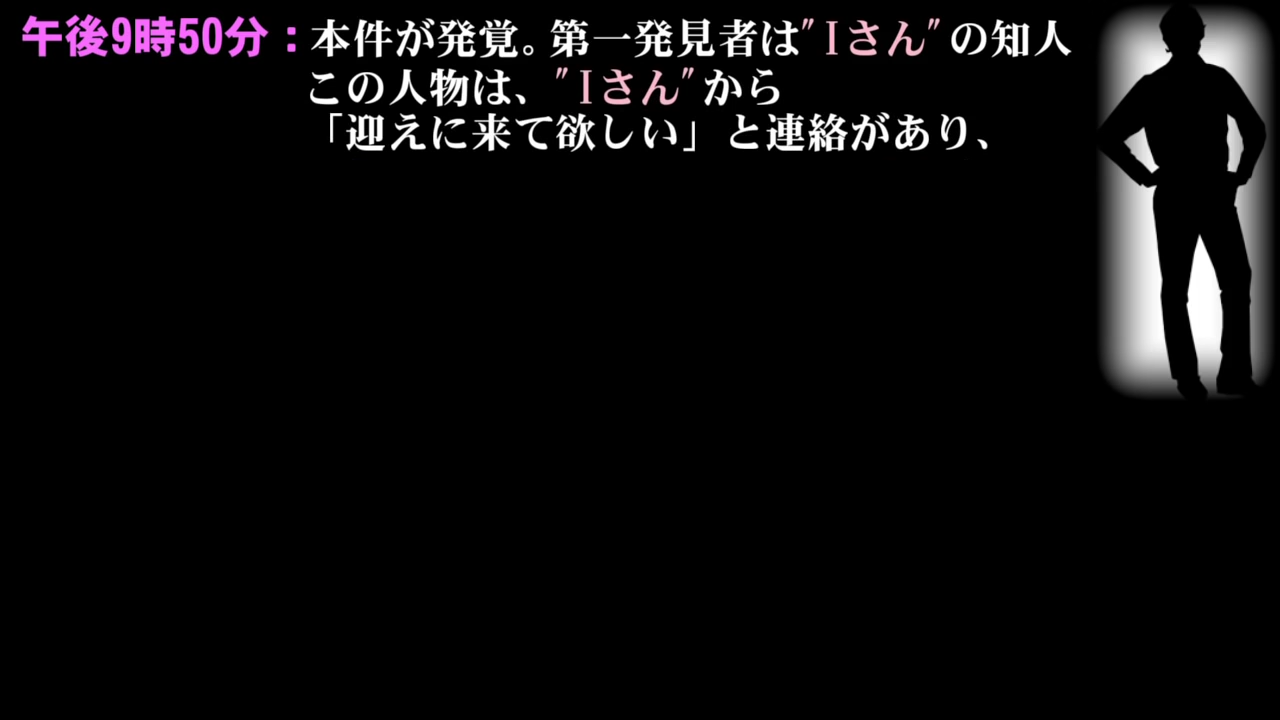 午後9時50分：本件が発覚。第一発見者は"Iさん"の知人
この人物は、"Iさん"から
「迎えに来て欲しい」と連絡があり、